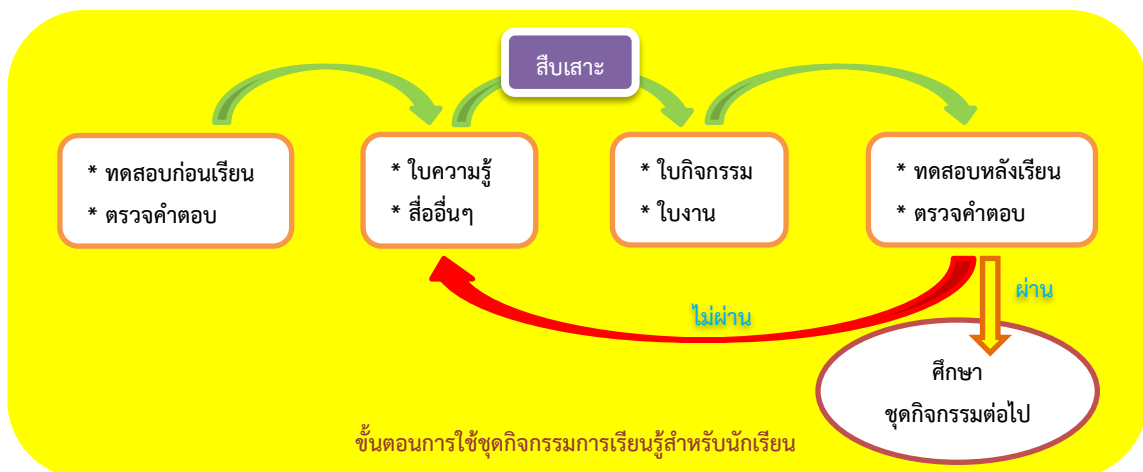 สืบเสาะ
* ทดสอบก่อนเรียน
* ตรวจคำตอบ
* ใบความรู้
* สื่ออื่นๆ
* ใบกิจกรรม
* ใบงาน
* ทดสอบหลังเรียน
* ตรวจคำตอบ
ไม่ผ่าน
ผ่าน
ศึกษา
ชุดกิจกรรมต่อไป
ขั้นตอนการใช้ชุดกิจกรรมการเรียนรู้สำหรับนักเรียน